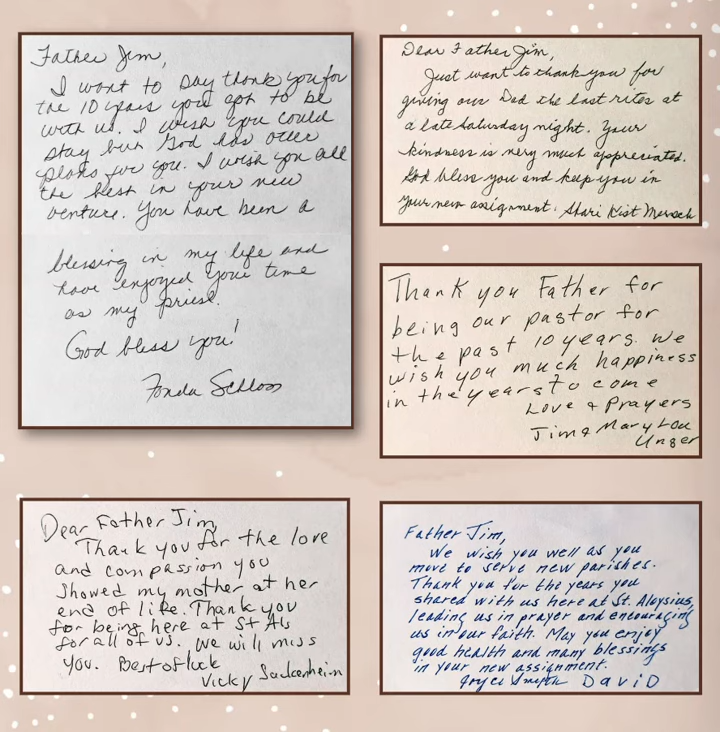 Father Jim,
I want to say thank you for
the 10 years you got to be
with us. I wish you could
stay but God has other
plans for you. I wish you all
the best in your new
venture. You have been a
blessing in my life and
have enjoyed your time
as my priest.
God bless you!
Fonda Schloss
Dear Father Jim,
Just want to thank you for
giving our Dad the last rites at
a late Saturday night. Your
kindness is very much appreciated.
God bless you and keep you in
your new assignment. Shari Kist Mersch
Thank you Father for
being our pastor for
the past 10 years. We
wish you much happiness
in the years to come
Love + Prayers
Jim & Mary Lou
Unger
Dear Father Jim,
Thank you for the love
and compassion you
showed my mother at her
end of life. Thank you
for being here at St Als
for all of us. We will miss
you. Best of luck
Vicky
Father Jim,
We wish you well as you
move to serve new parishes.
Thank you for the years you
shared with us here at St. Aloysius,
leading us in prayer and encouraging
us in our faith. May you enjoy
good health and many blessings
in your new assignment.
Joyce Smyth DaviD